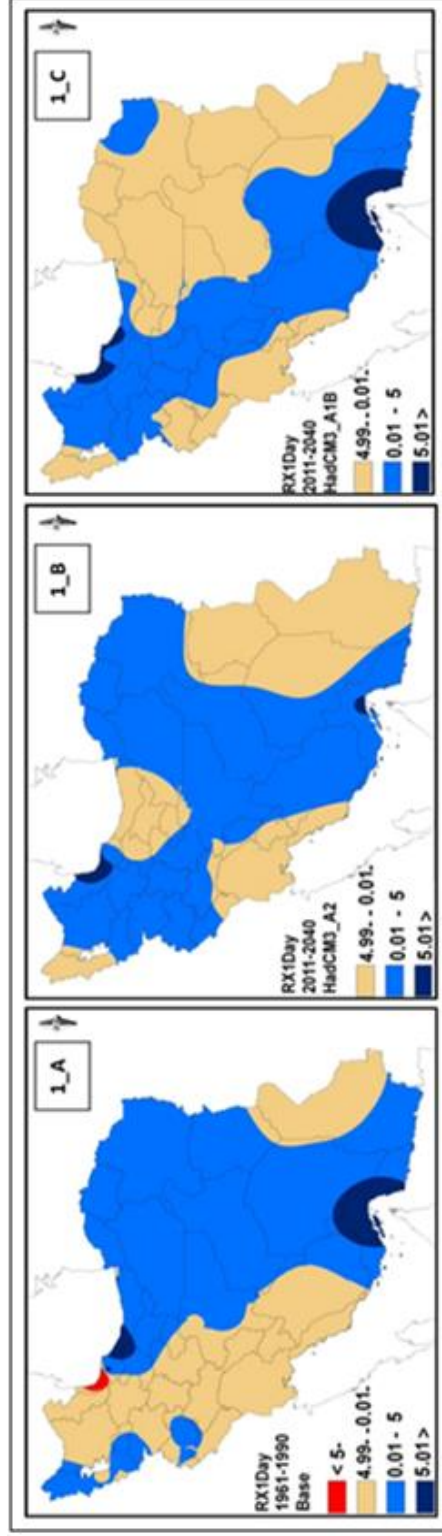 1_A
RX1Day
1961-1990
Base
< 5-
4.99- - 0.01-
0.01 - 5
5.01>
1_B
RX1Day
2011-2040
HadCM3_A2
4.99- - 0.01-
0.01 - 5
5.01>
1_C
RX1Day
2011-2040
HadCM3_A1B
4.99- - 0.01-
0.01 - 5
5.01>